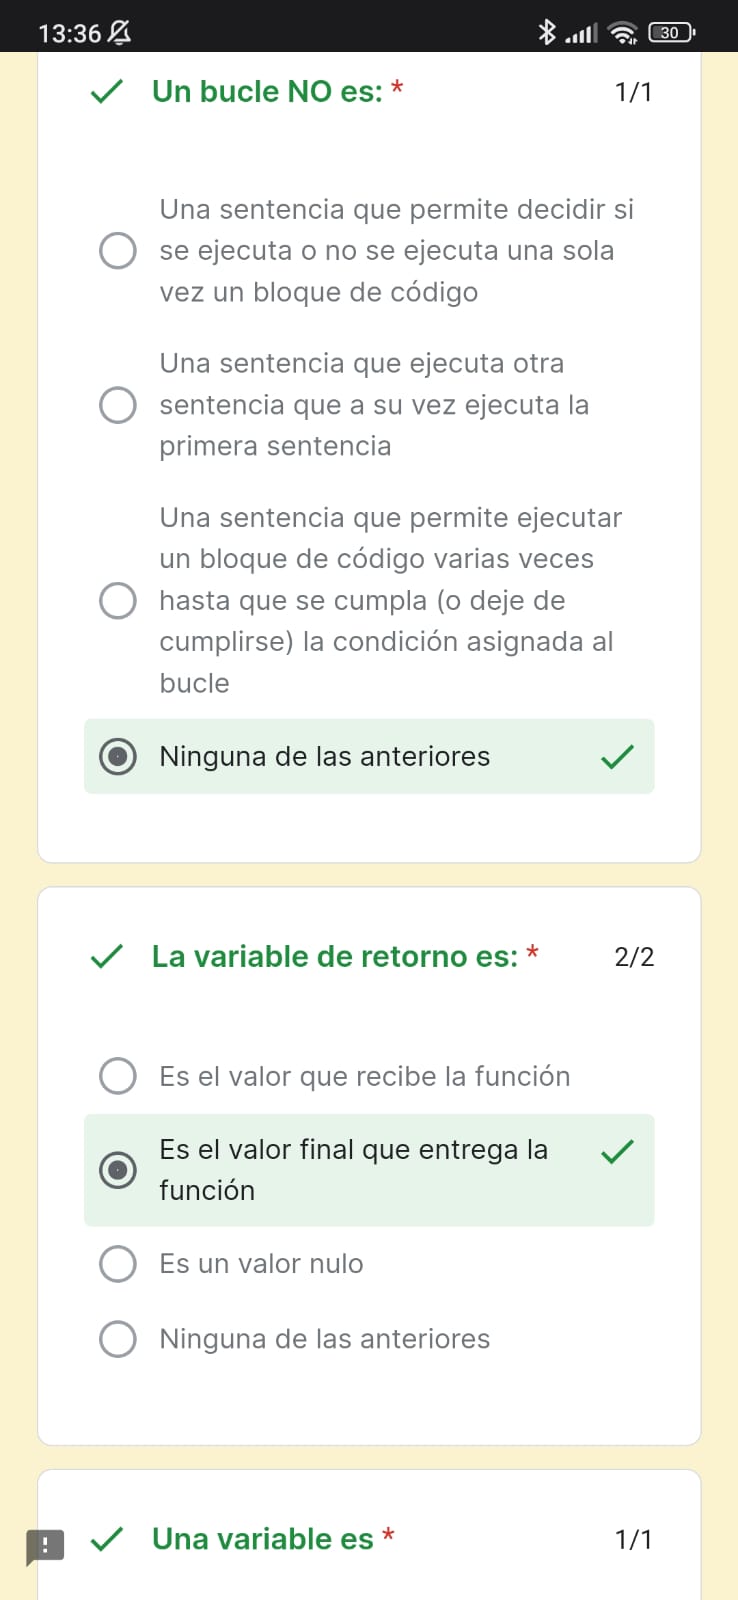 13:36
30
Un bucle NO es: *
1/1
Una sentencia que permite decidir si
se ejecuta o no se ejecuta una sola
vez un bloque de código
Una sentencia que ejecuta otra
sentencia que a su vez ejecuta la
primera sentencia
Una sentencia que permite ejecutar
un bloque de código varias veces
hasta que se cumpla (o deje de
cumplirse) la condición asignada al
bucle
Ninguna de las anteriores
La variable de retorno es: *
2/2
Es el valor que recibe la función
Es el valor final que entrega la
función
Es un valor nulo
Ninguna de las anteriores
Una variable es *
1/1